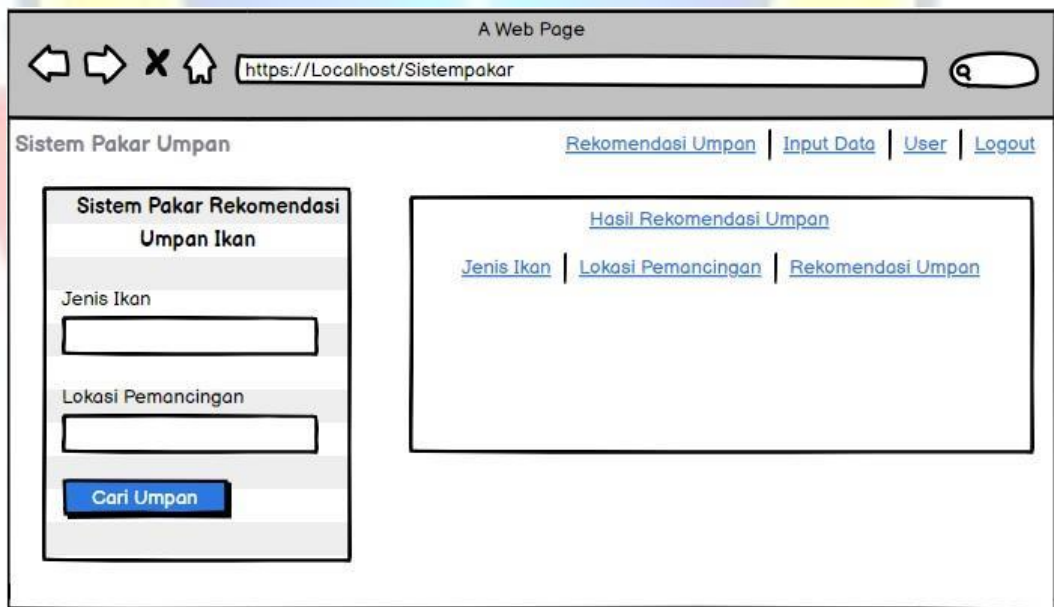 A Web Page
https://Localhost/Sistempakar
Sistem Pakar Umpan
Rekomendasi Umpan | Input Data | User | Logout
Sistem Pakar Rekomendasi
Umpan Ikan
Jenis Ikan
Lokasi Pemancingan
Cari Umpan
Hasil Rekomendasi Umpan
Jenis Ikan | Lokasi Pemancingan | Rekomendasi Umpan